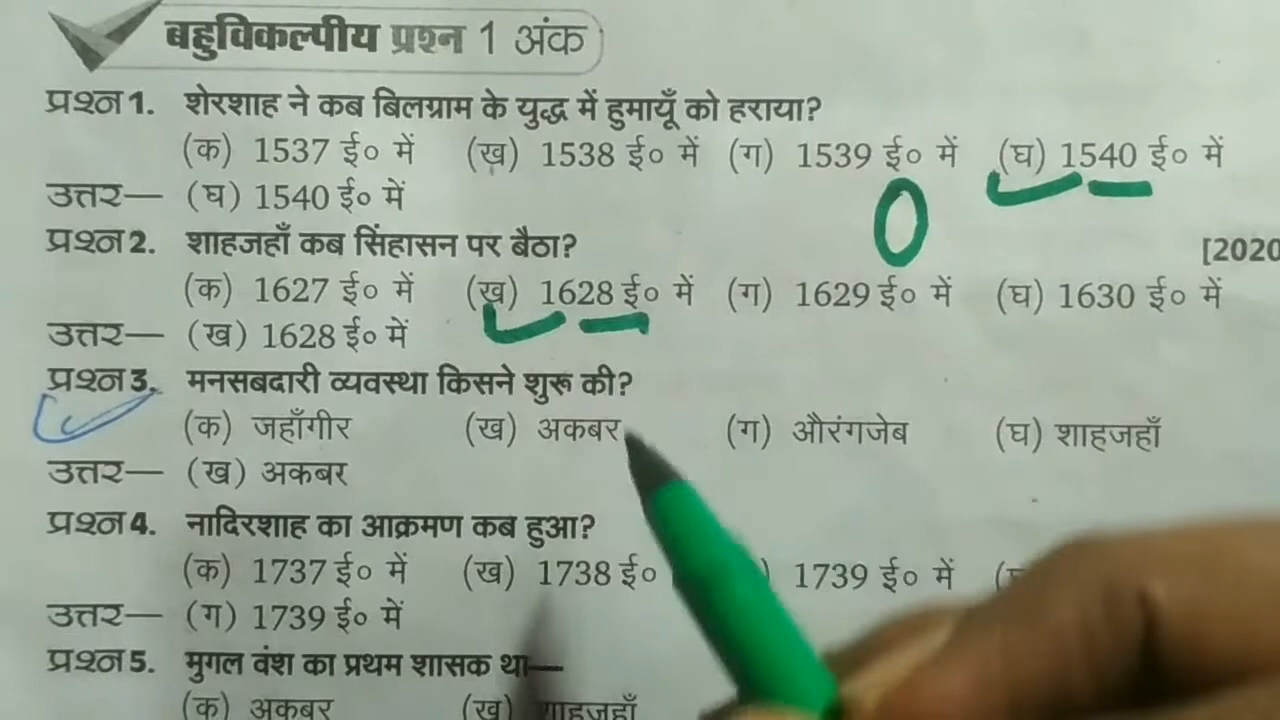 बहुविकल्पीय प्रश्न 1 अंक
प्रश्न 1. शेरशाह ने कब बिलग्राम के युद्ध में हुमायूँ को हराया?
(क) 1537 ई० में (ख) 1538 ई० में (ग) 1539 ई० में (घ) 1540 ई० में
उत्तर— (घ) 1540 ई० में
प्रश्न 2. शाहजहाँ कब सिंहासन पर बैठा? [2020
(क) 1627 ई० में (ख) 1628 ई० में (ग) 1629 ई० में (घ) 1630 ई० में
उत्तर— (ख) 1628 ई० में
प्रश्न 3. मनसबदारी व्यवस्था किसने शुरू की?
(क) जहाँगीर (ख) अकबर (ग) औरंगजेब (घ) शाहजहाँ
उत्तर— (ख) अकबर
प्रश्न 4. नादिरशाह का आक्रमण कब हुआ?
(क) 1737 ई० में (ख) 1738 ई० ) 1739 ई० में
उत्तर— (ग) 1739 ई० में
प्रश्न 5. मुगल वंश का प्रथम शासक था—
(क) अकबर (ख) शाहजहाँ